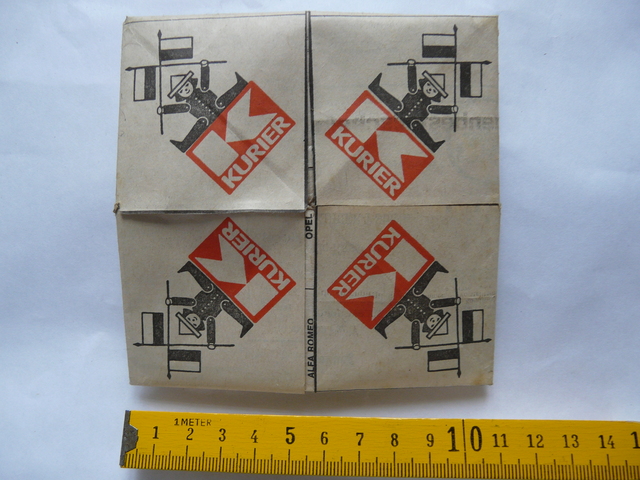 KURIER
KURIER
KURIER
KURIER
OPEL
ALFA ROMEO
1 METER
1 2 3 4 5 6 7 8 9 10 11 12 13 14